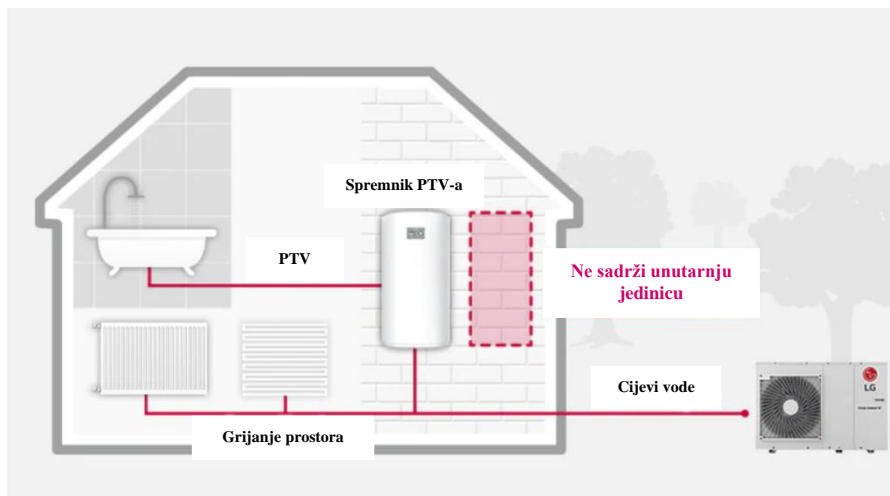 Spremnik PTV-a
PTV
Ne sadrži unutarnju
jedinicu
LG
Cijevi vode
Grijanje prostora